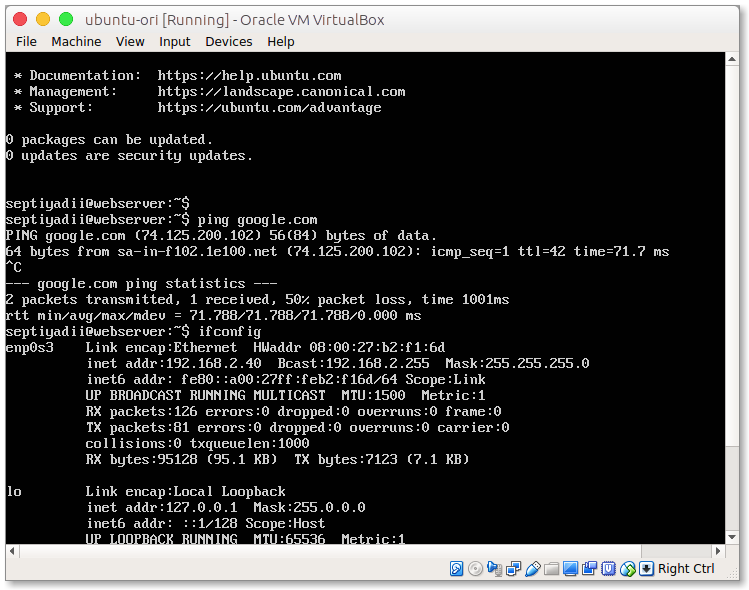 ubuntu-ori [Running] - Oracle VM VirtualBox
File Machine View Input Devices Help
* Documentation:  https://help.ubuntu.com
* Management:     https://landscape.canonical.com
* Support:        https://ubuntu.com/advantage
0 packages can be updated.
0 updates are security updates.
septiyadii@webserver:~$
septiyadii@webserver:~$ ping google.com
PING google.com (74.125.200.102) 56(84) bytes of data.
64 bytes from sa-in-f102.1e100.net (74.125.200.102): icmp_seq=1 ttl=42 time=71.7 ms
^C
--- google.com ping statistics ---
2 packets transmitted, 1 received, 50% packet loss, time 1001ms
rtt min/avg/max/mdev = 71.788/71.788/71.788/0.000 ms
septiyadii@webserver:~$ ifconfig
enp0s3    Link encap:Ethernet  HWaddr 08:00:27:b2:f1:6d
          inet addr:192.168.2.40  Bcast:192.168.2.255  Mask:255.255.255.0
          inet6 addr: fe80::a00:27ff:feb2:f16d/64 Scope:Link
          UP BROADCAST RUNNING MULTICAST  MTU:1500  Metric:1
          RX packets:126 errors:0 dropped:0 overruns:0 frame:0
          TX packets:81 errors:0 dropped:0 overruns:0 carrier:0
          collisions:0 txqueuelen:1000
          RX bytes:95128 (95.1 KB)  TX bytes:7123 (7.1 KB)
lo        Link encap:Local Loopback
          inet addr:127.0.0.1  Mask:255.0.0.0
          inet6 addr: ::1/128 Scope:Host
          UP LOOPBACK RUNNING  MTU:65536  Metric:1
Right Ctrl